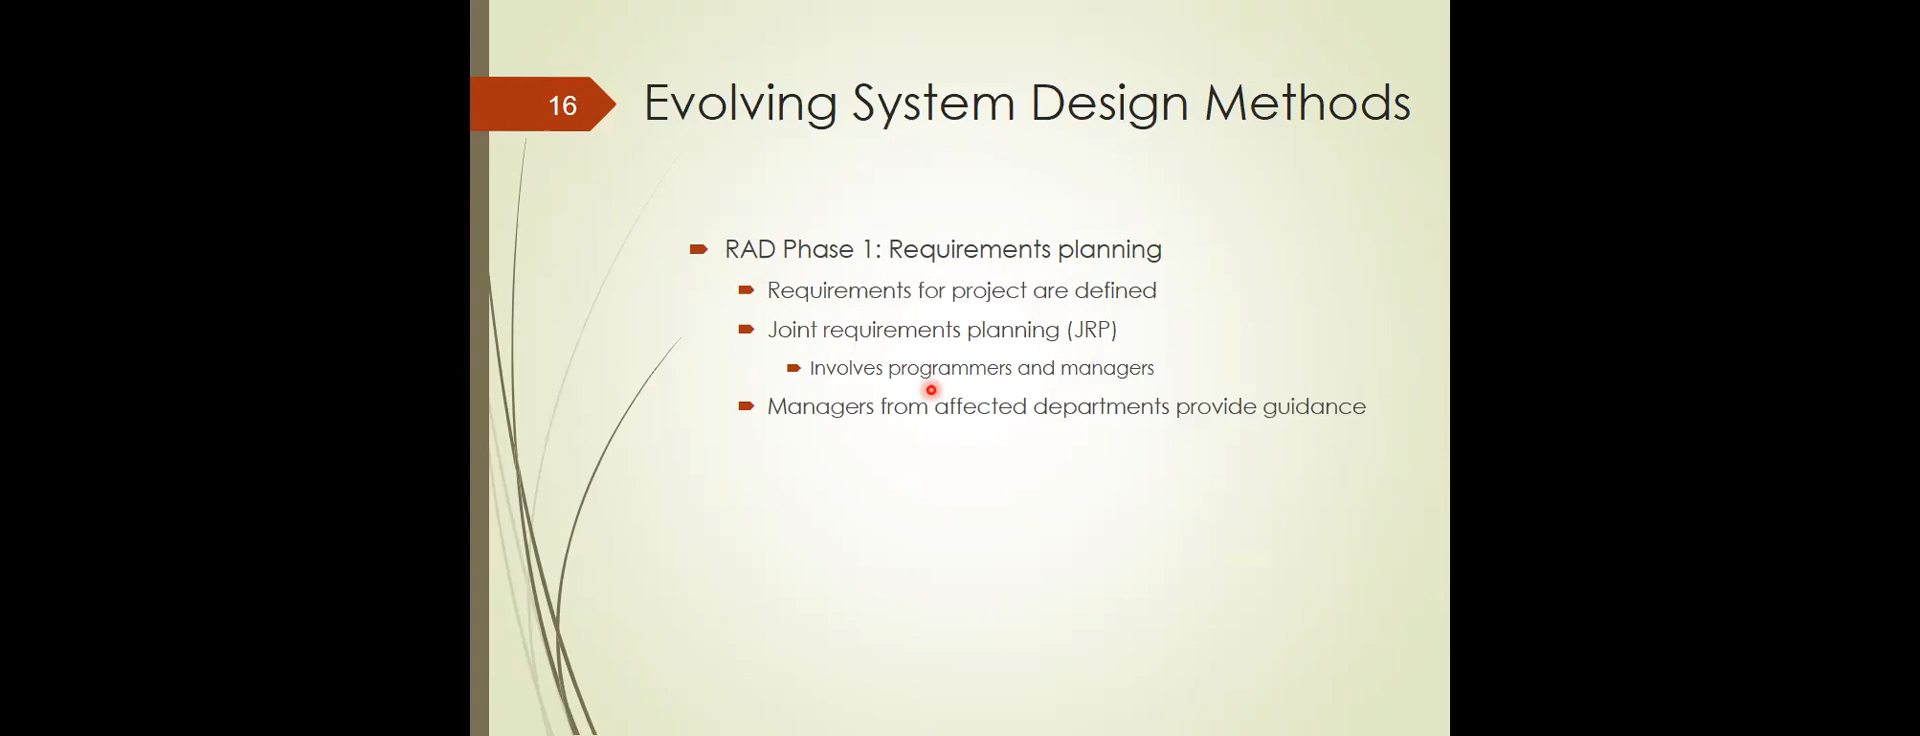 16
Evolving System Design Methods
RAD Phase 1: Requirements planning
Requirements for project are defined
Joint requirements planning (JRP)
Involves programmers and managers
Managers from affected departments provide guidance